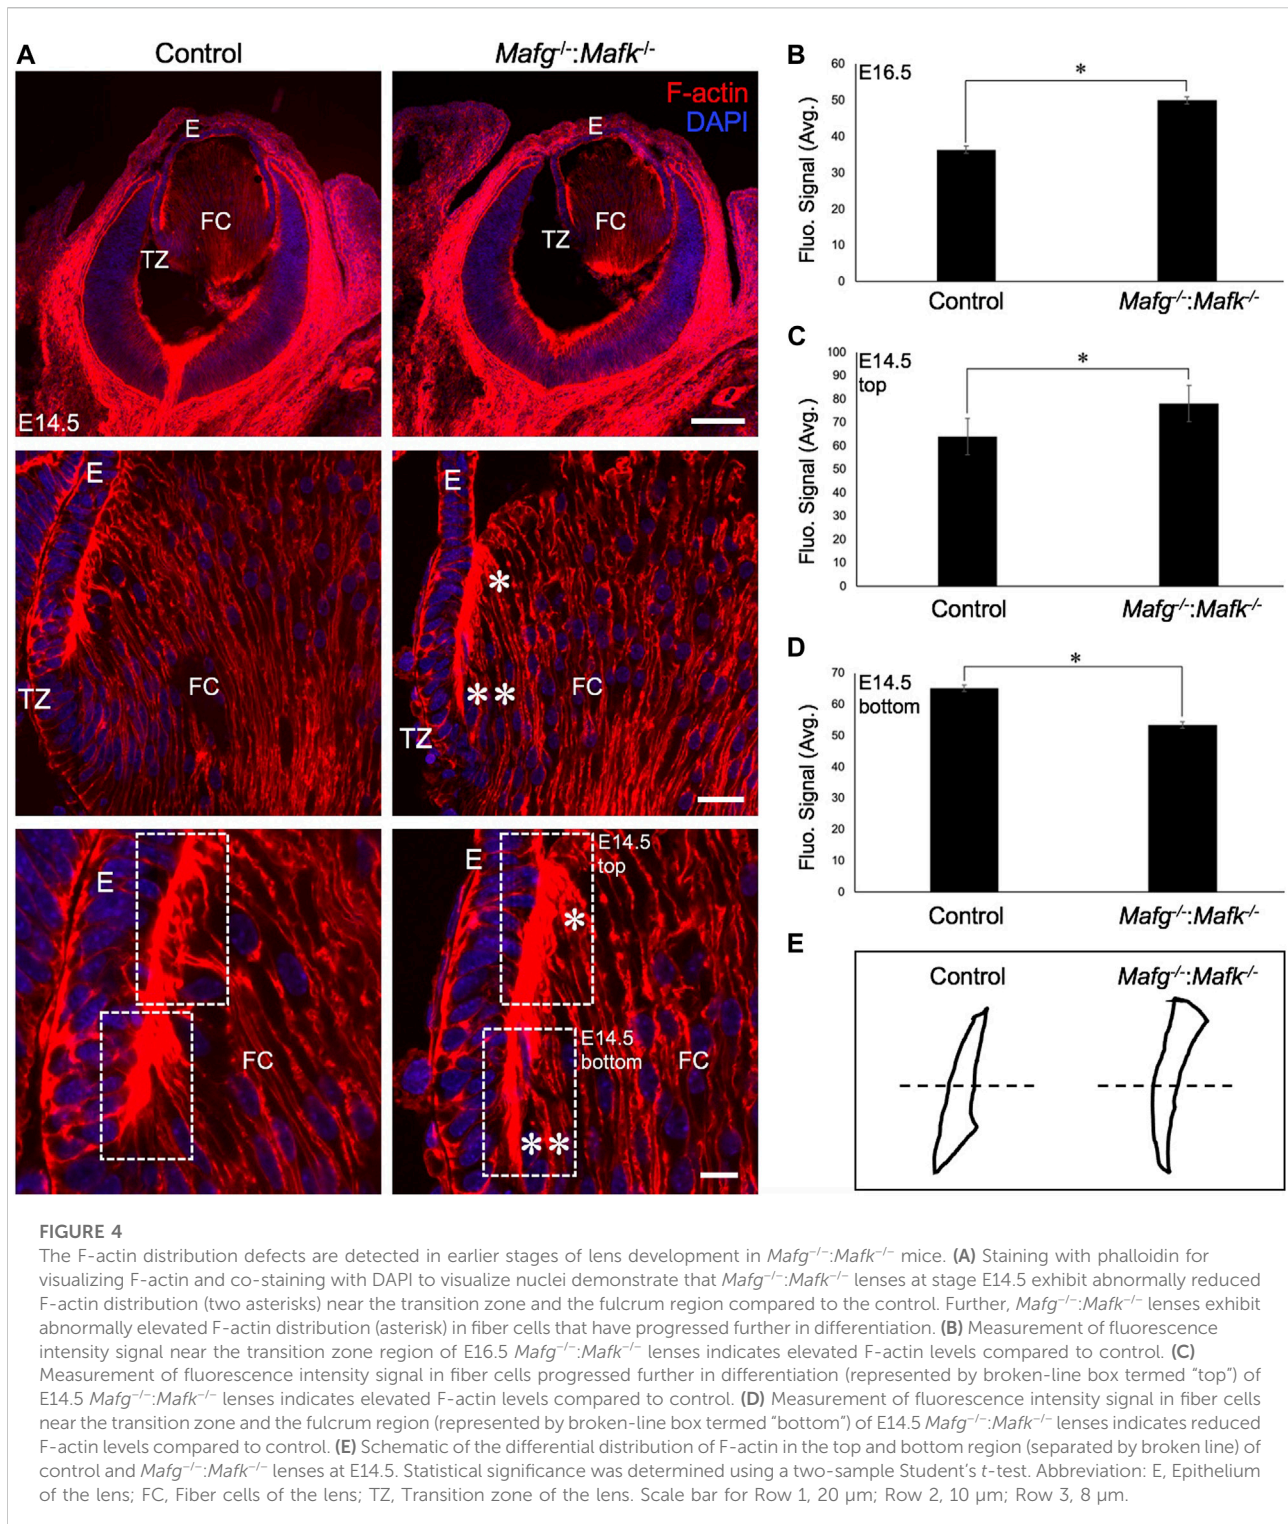 A
Control
Mafg-/-:Mafk-/-
F-actin
DAPI
E
FC
TZ
E14.5
E
FC
TZ
E
TZ
FC
E
*
* *
TZ
FC
E
FC
E
E14.5
top
*
E14.5
bottom
FC
* *
B
E16.5
*
Fluo. Signal (Avg.)
60
50
40
30
20
10
0
Control
Mafg-/-:Mafk-/-
C
E14.5
top
*
Fluo. Signal (Avg.)
100
90
80
70
60
50
40
30
20
10
0
Control
Mafg-/-:Mafk-/-
D
E14.5
bottom
*
Fluo. Signal (Avg.)
70
60
50
40
30
20
10
0
Control
Mafg-/-:Mafk-/-
E
Control
Mafg-/-:Mafk-/-
FIGURE 4
The F-actin distribution defects are detected in earlier stages of lens development in Mafg−/−:Mafk−/− mice. (A) Staining with phalloidin for
visualizing F-actin and co-staining with DAPI to visualize nuclei demonstrate that Mafg−/−:Mafk−/− lenses at stage E14.5 exhibit abnormally reduced
F-actin distribution (two asterisks) near the transition zone and the fulcrum region compared to the control. Further, Mafg−/−:Mafk−/− lenses exhibit
abnormally elevated F-actin distribution (asterisk) in fiber cells that have progressed further in differentiation. (B) Measurement of fluorescence
intensity signal near the transition zone region of E16.5 Mafg−/−:Mafk−/− lenses indicates elevated F-actin levels compared to control. (C)
Measurement of fluorescence intensity signal in fiber cells progressed further in differentiation (represented by broken-line box termed “top”) of
E14.5 Mafg−/−:Mafk−/− lenses indicates elevated F-actin levels compared to control. (D) Measurement of fluorescence intensity signal in fiber cells
near the transition zone and the fulcrum region (represented by broken-line box termed “bottom”) of E14.5 Mafg−/−:Mafk−/− lenses indicates reduced
F-actin levels compared to control. (E) Schematic of the differential distribution of F-actin in the top and bottom region (separated by broken line) of
control and Mafg−/−:Mafk−/− lenses at E14.5. Statistical significance was determined using a two-sample Student’s t-test. Abbreviation: E, Epithelium
of the lens; FC, Fiber cells of the lens; TZ, Transition zone of the lens. Scale bar for Row 1, 20 μm; Row 2, 10 μm; Row 3, 8 μm.